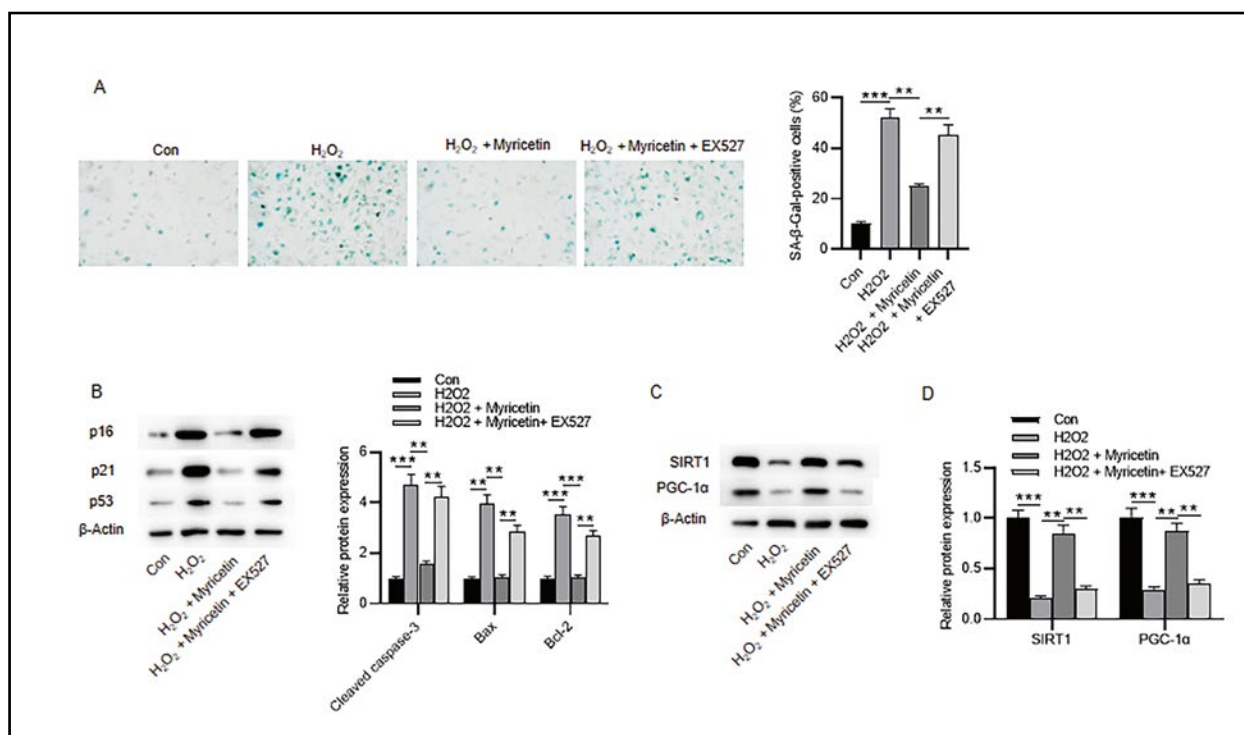 A
Con
H₂O₂
H₂O₂ + Myricetin
H₂O₂ + Myricetin + EX527
SA-β-Gal-positive cells (%)
60
40
20
0
*** ** **
Con
H2O2
H2O2 + Myricetin
H2O2 + Myricetin
+ EX527
B
p16
p21
p53
β-Actin
Con
H₂O₂
H₂O₂ + Myricetin
H₂O₂ + Myricetin + EX527
Con
H2O2
H2O2 + Myricetin
H2O2 + Myricetin+ EX527
Relative protein expression
6
4
2
0
*** ** **
** ** **
*** *** **
Cleaved caspase-3
Bax
Bcl-2
C
SIRT1
PGC-1α
β-Actin
Con
H₂O₂
H₂O₂ + Myricetin
H₂O₂ + Myricetin + EX527
D
Con
H2O2
H2O2 + Myricetin
H2O2 + Myricetin+ EX527
Relative protein expression
1.5
1.0
0.5
0.0
*** ** **
*** ** **
SIRT1
PGC-1α